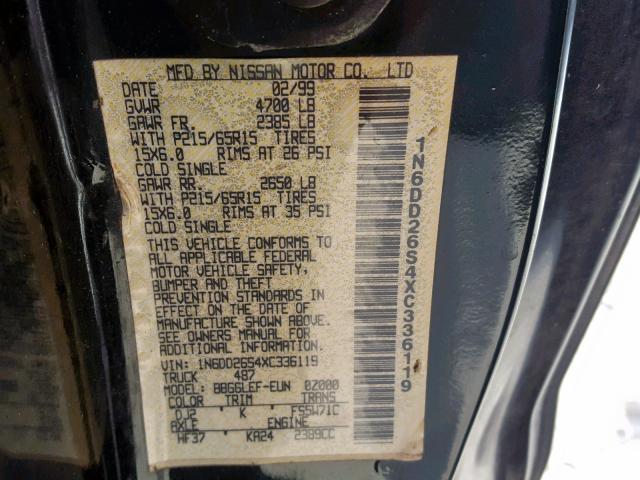 MFD BY NISSAN MOTOR CO. LTD
DATE 02/99
GVWR 4700 LB
GAWR FR. 2385 LB
WITH P215/65R15 TIRES
15X6.0 RIMS AT 26 PSI
COLD SINGLE
GAWR RR. 2650 LB
WITH P215/65R15 TIRES
15X6.0 RIMS AT 35 PSI
COLD SINGLE
THIS VEHICLE CONFORMS TO
ALL APPLICABLE FEDERAL
MOTOR VEHICLE SAFETY,
BUMPER AND THEFT
PREVENTION STANDARDS IN
EFFECT ON THE DATE OF
MANUFACTURE SHOWN ABOVE.
SEE OWNERS MANUAL FOR
ADDITIONAL INFORMATION.
VIN: 1N6DD26S4XC336119
TRUCK 487
BBGGLEF-EUN 0Z000
COLOR TRIM TRANS
DJ2 K FS5W71C
AXLE ENGINE
HF37 KA24 2389CC
1N6DD26S4XC336119